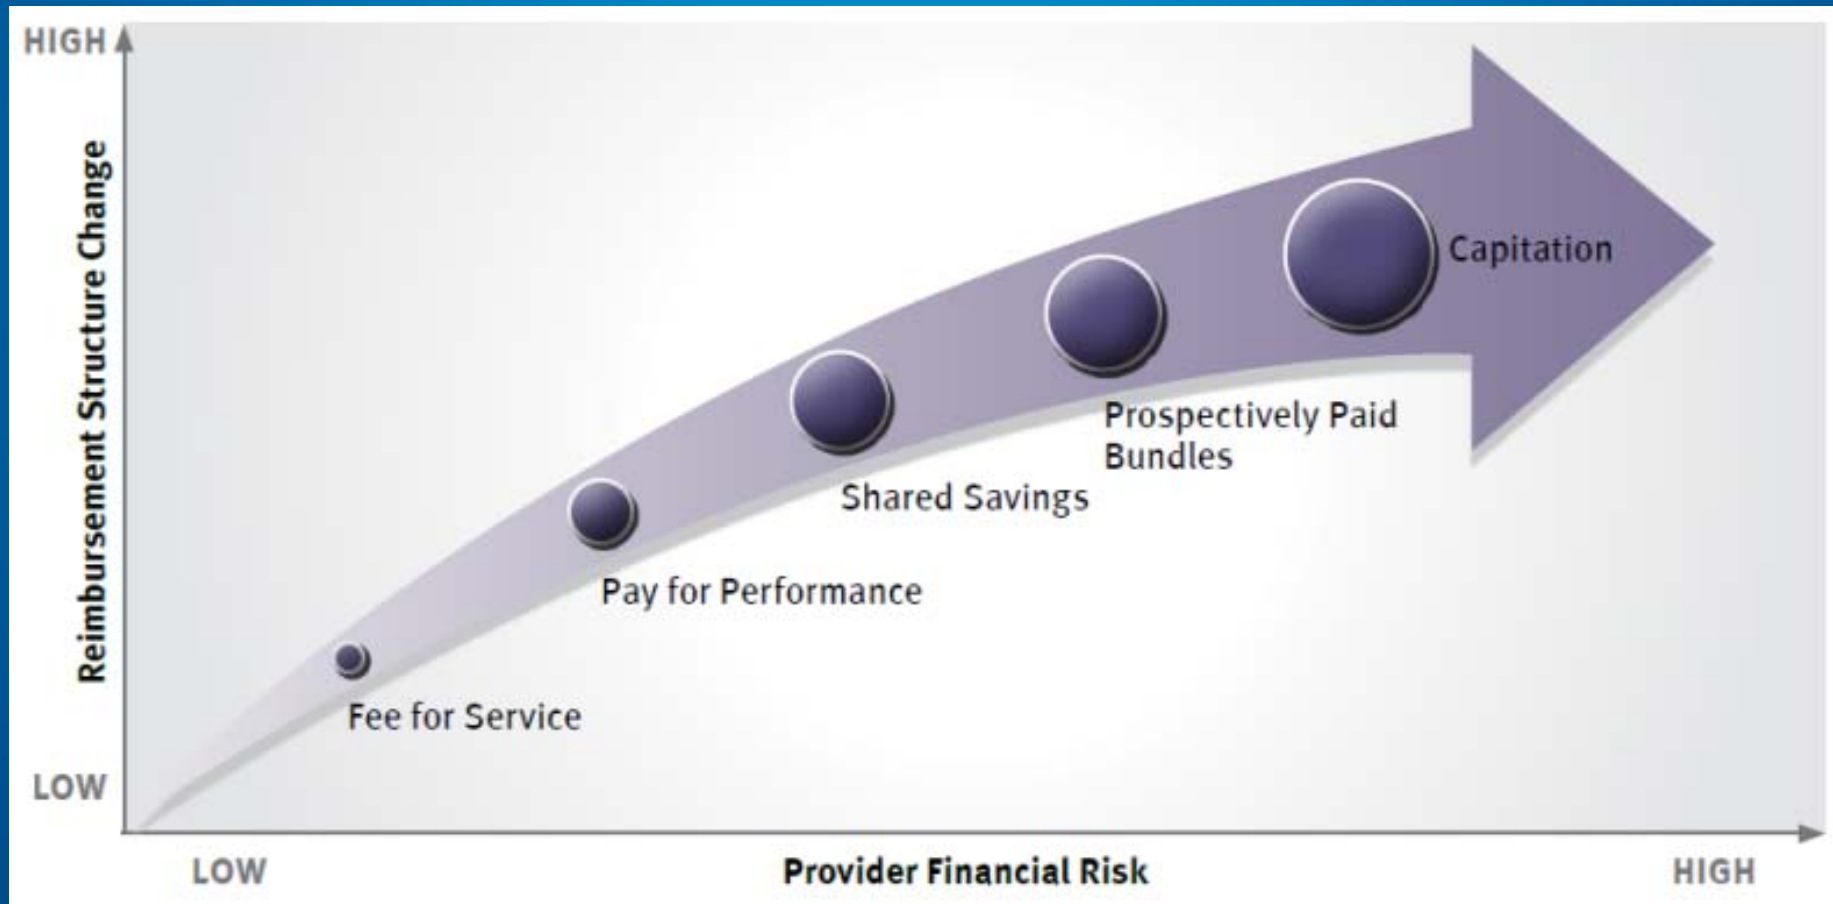 HIGH
Reimbursement Structure Change
Capitation
Prospectively Paid
Bundles
Shared Savings
Pay for Performance
Fee for Service
LOW
LOW
Provider Financial Risk
HIGH